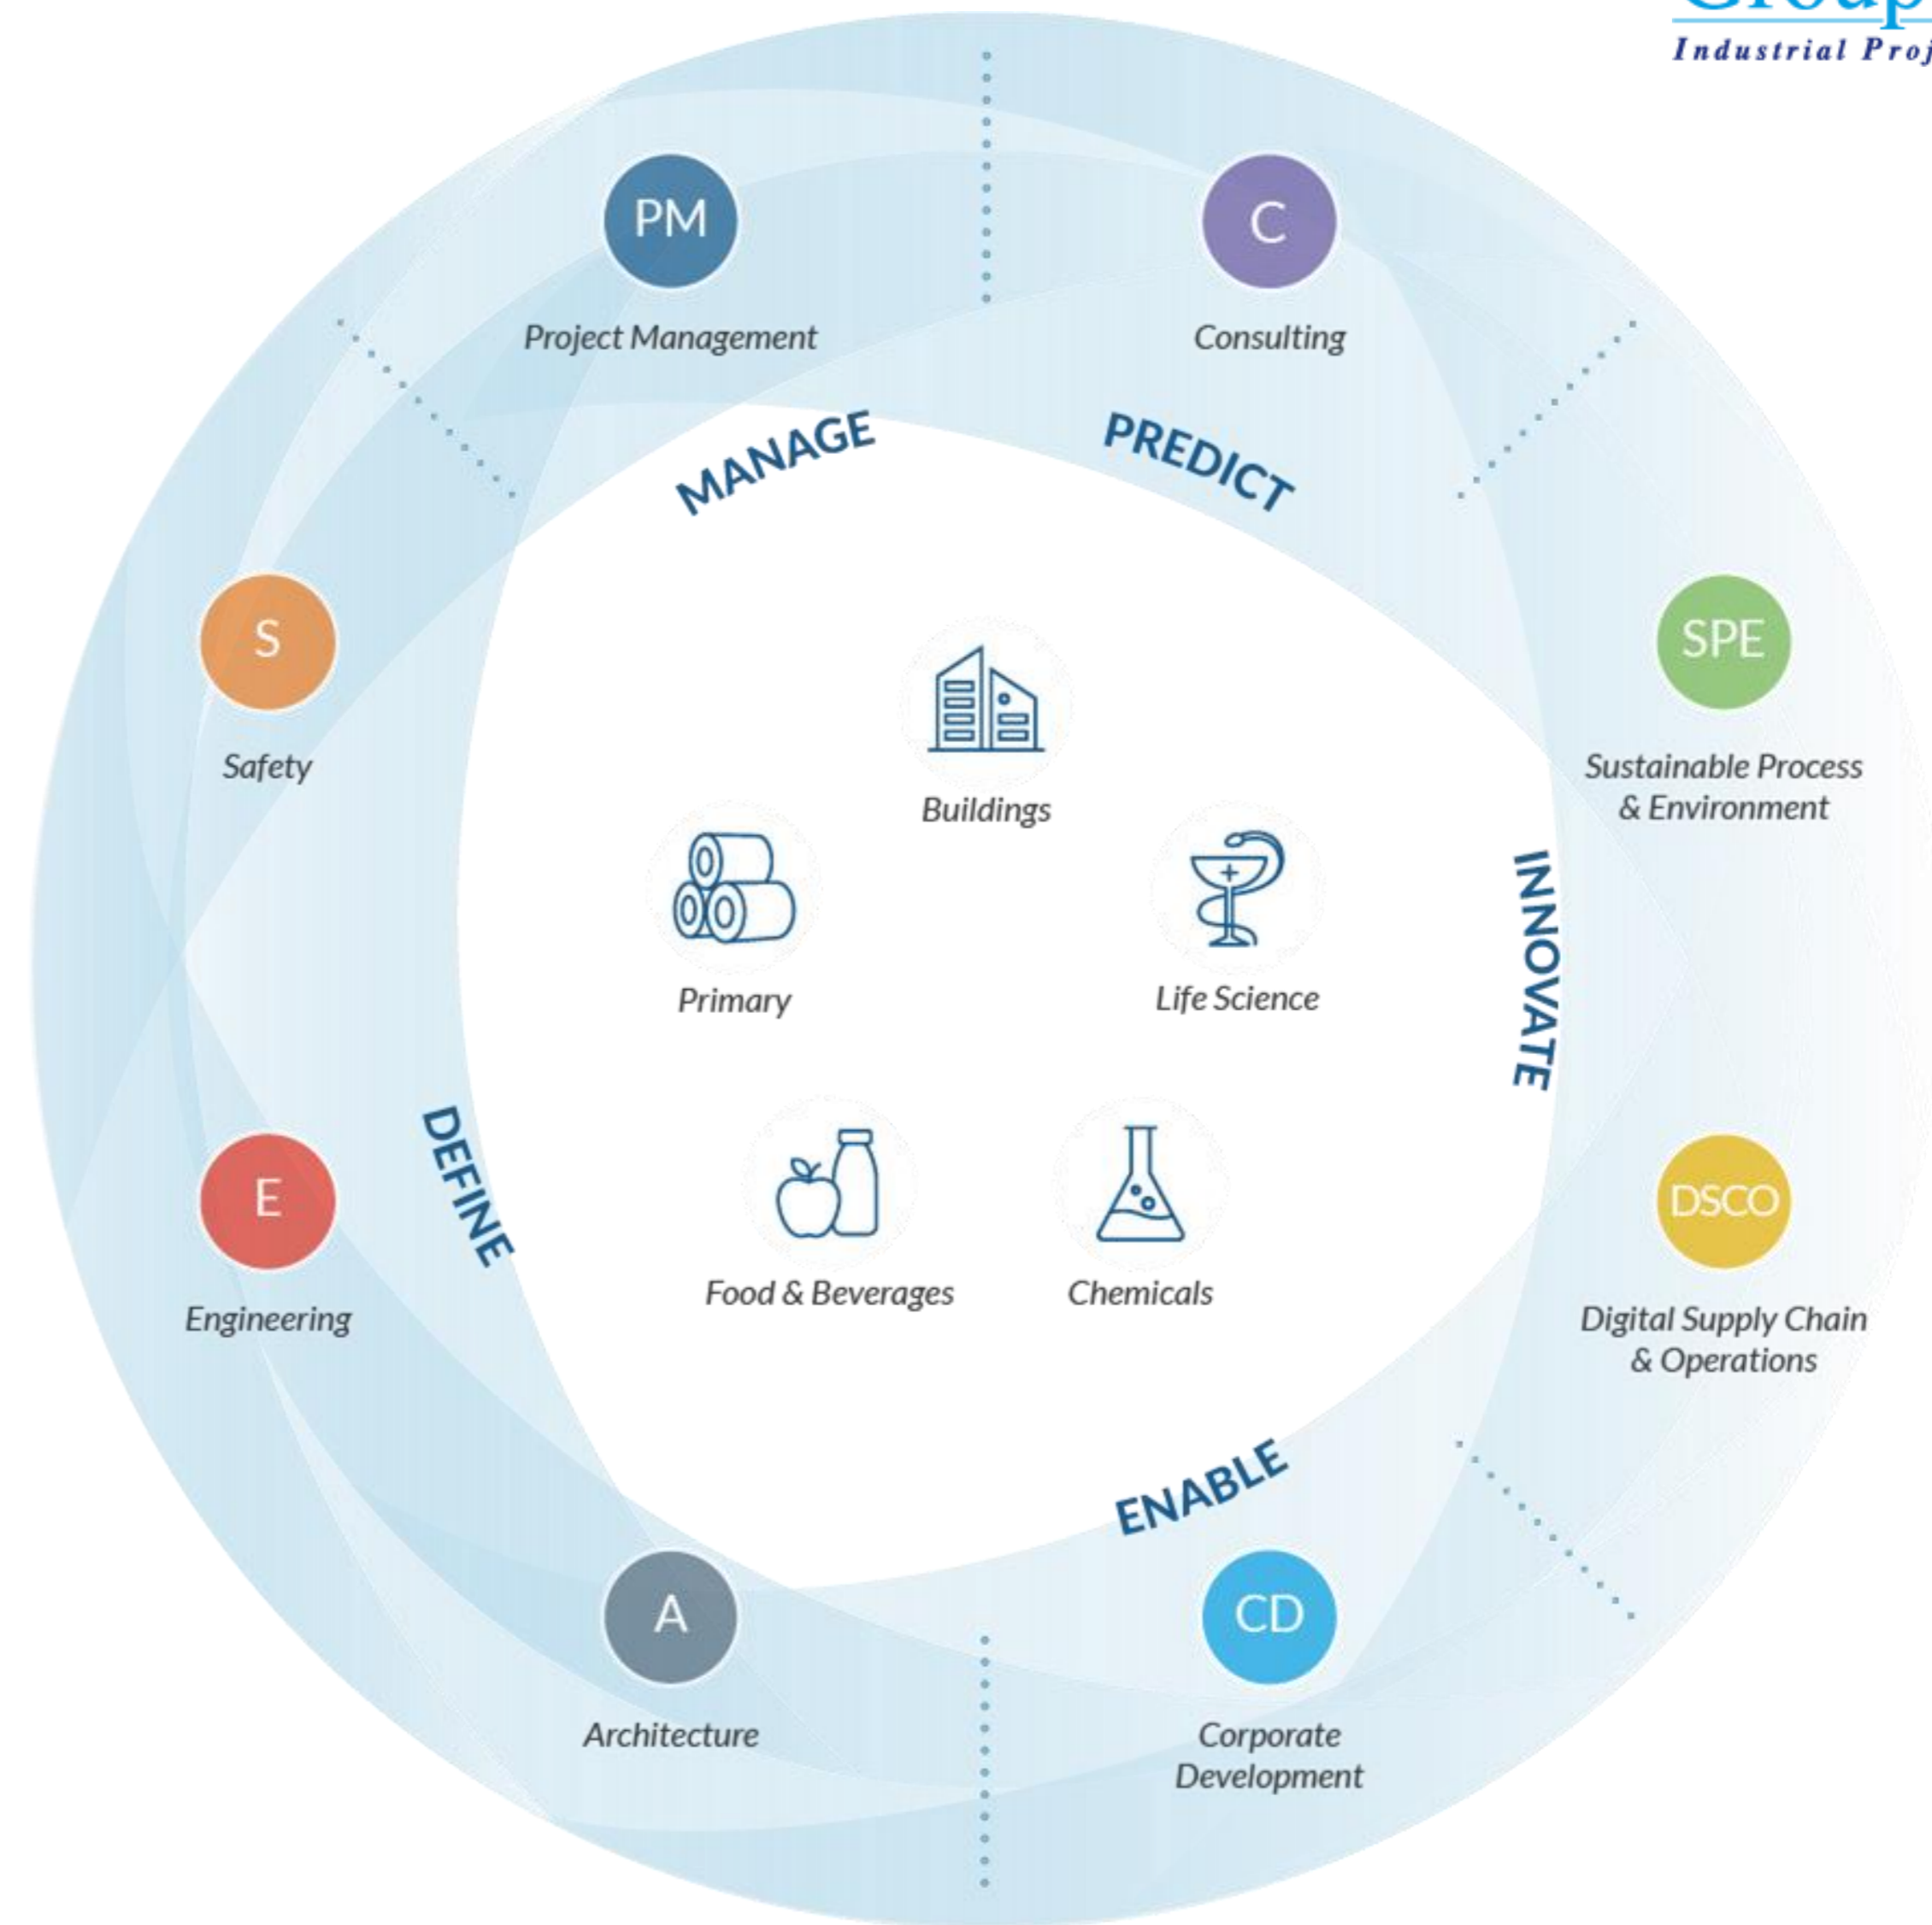 Group
Industrial
PM
C
Project Management
Consulting
MANAGE
PREDICT
S
SPE
Safety
Sustainable Process
& Environment
Buildings
Primary
Life Science
INNOVATE
DEFINE
E
DSCO
Engineering
Digital Supply Chain
& Operations
Food & Beverages
Chemicals
ENABLE
A
CD
Architecture
Corporate
Development